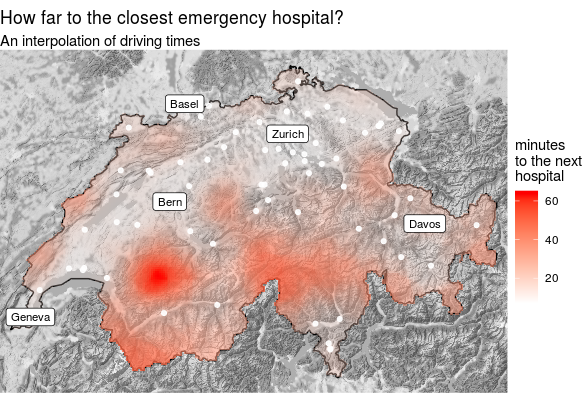 How far to the closest emergency hospital?
An interpolation of driving times
Basel
Zurich
Bern
Davos
Geneva
minutes
to the next
hospital
60
40
20